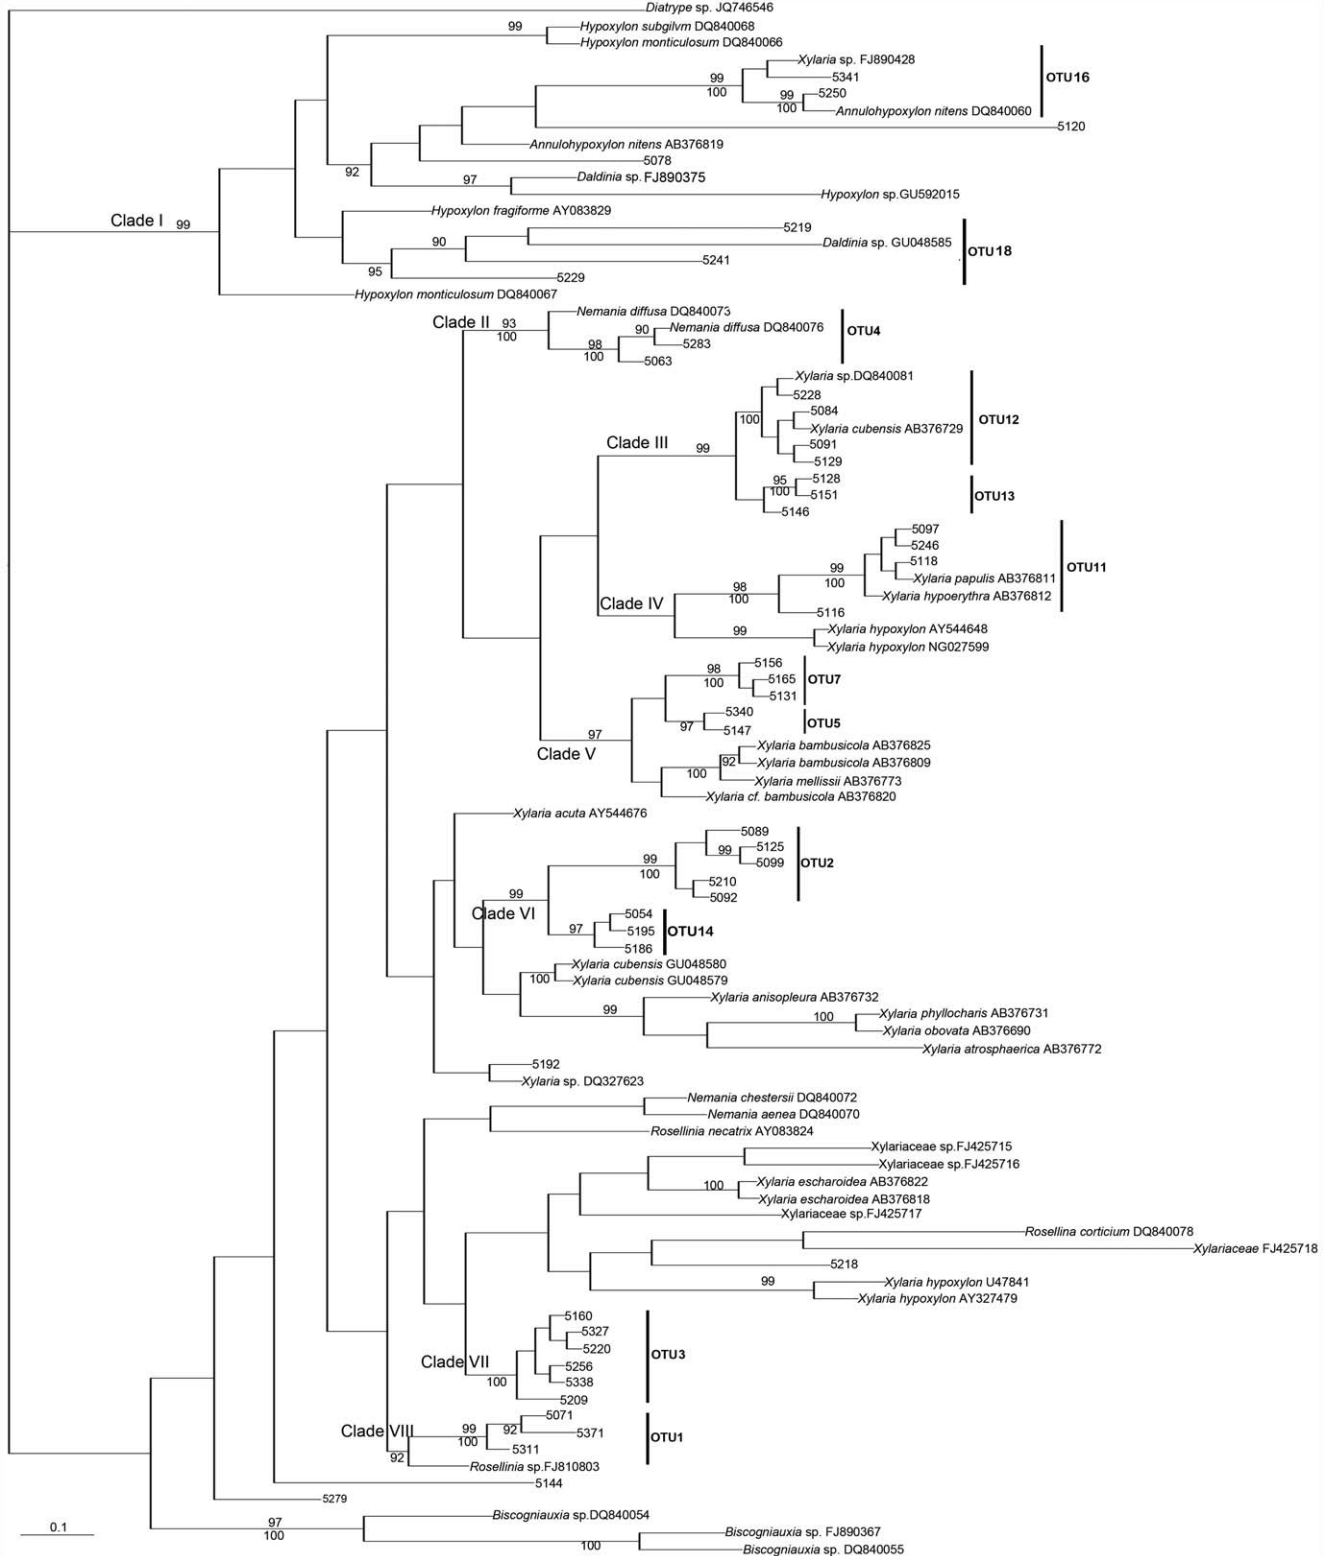 Diatrype sp. JQ746546
99
Hypoxylon subgilvm DQ840068
Hypoxylon monticulosum DQ840066
Xylaria sp. FJ890428
99
100
5341
OTU16
99
100
5250
Annulohypoxylon nitens DQ840060
5120
Annulohypoxylon nitens AB376819
5078
92
97
Daldinia sp. FJ890375
Hypoxylon sp.GU592015
Hypoxylon fragiforme AY083829
Clade I
99
5219
90
Daldinia sp. GU048585
OTU18
5241
95
5229
Hypoxylon monticulosum DQ840067
Nemania diffusa DQ840073
Clade II
93
100
90
Nemania diffusa DQ840076
OTU4
98
100
5283
5063
Xylaria sp.DQ840081
5228
100
5084
OTU12
Xylaria cubensis AB376729
Clade III
99
5091
5129
95
100
5128
5151
OTU13
5146
5097
5246
5118
99
100
OTU11
Xylaria papulis AB376811
98
100
Xylaria hypoerythra AB376812
Clade IV
5116
99
Xylaria hypoxylon AY544648
Xylaria hypoxylon NG027599
98
100
5156
5165
OTU7
5131
5340
97
5147
OTU5
97
Clade V
Xylaria bambusicola AB376825
92
Xylaria bambusicola AB376809
100
Xylaria mellissii AB376773
Xylaria cf. bambusicola AB376820
Xylaria acuta AY544676
5089
99
5125
99
100
5099
OTU2
5210
99
5092
Clade VI
5054
97
5195
OTU14
5186
Xylaria cubensis GU048580
100
Xylaria cubensis GU048579
Xylaria anisopleura AB376732
99
100
Xylaria phyllocharis AB376731
Xylaria obovata AB376690
Xylaria atrosphaerica AB376772
5192
Xylaria sp. DQ327623
Nemania chestersii DQ840072
Nemania aenea DQ840070
Rosellinia necatrix AY083824
Xylariaceae sp.FJ425715
Xylariaceae sp.FJ425716
100
Xylaria escharoidea AB376822
Xylaria escharoidea AB376818
Xylariaceae sp.FJ425717
Rosellina corticium DQ840078
Xylariaceae FJ425718
5218
99
Xylaria hypoxylon U47841
Xylaria hypoxylon AY327479
5160
5327
5220
OTU3
Clade VII
5256
100
5338
5209
5071
Clade VIII
99
100
92
5371
OTU1
5311
92
Rosellinia sp.FJ810803
5144
5279
Biscogniauxia sp.DQ840054
97
100
0.1
Biscogniauxia sp. FJ890367
100
Biscogniauxia sp. DQ840055